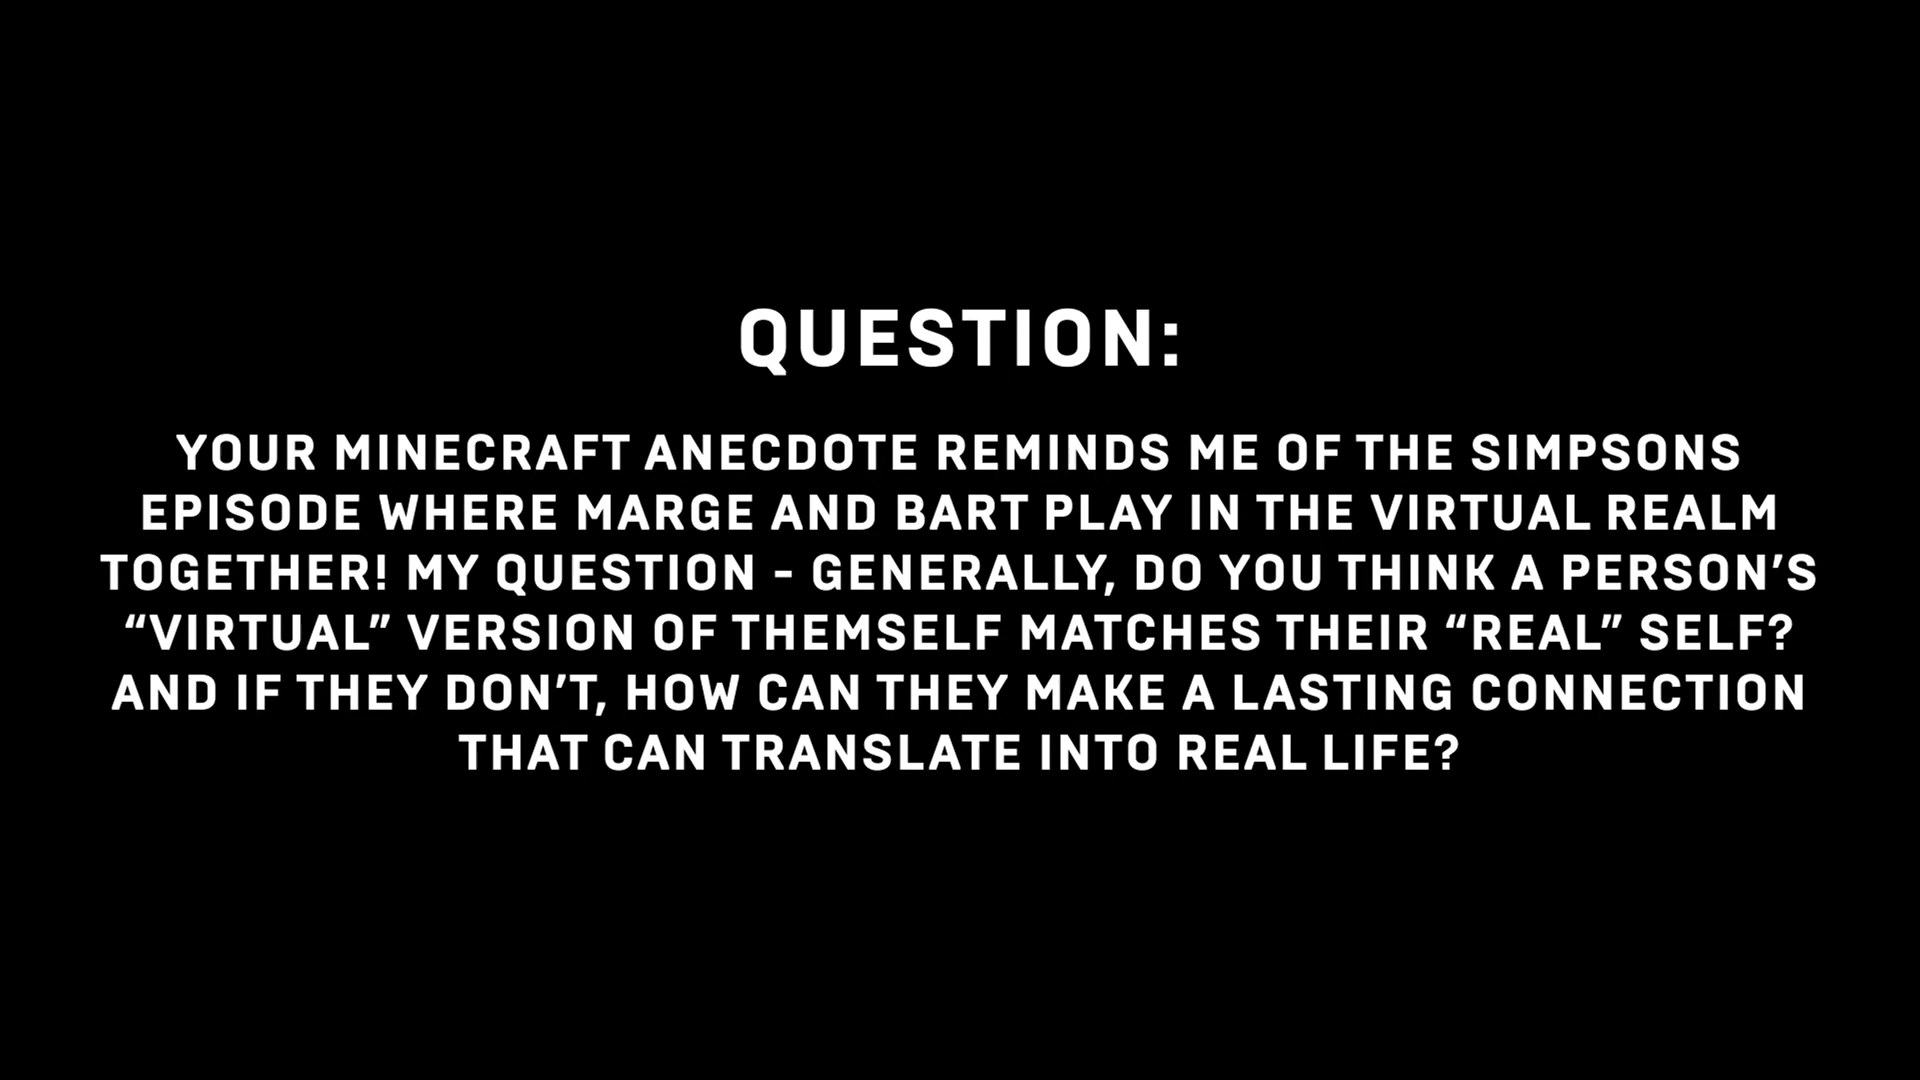 QUESTION:
YOUR MINECRAFT ANECDOTE REMINDS ME OF THE SIMPSONS
EPISODE WHERE MARGE AND BART PLAY IN THE VIRTUAL REALM
TOGETHER! MY QUESTION - GENERALLY, DO YOU THINK A PERSON’S
“VIRTUAL” VERSION OF THEMSELF MATCHES THEIR “REAL” SELF?
AND IF THEY DON’T, HOW CAN THEY MAKE A LASTING CONNECTION
THAT CAN TRANSLATE INTO REAL LIFE?